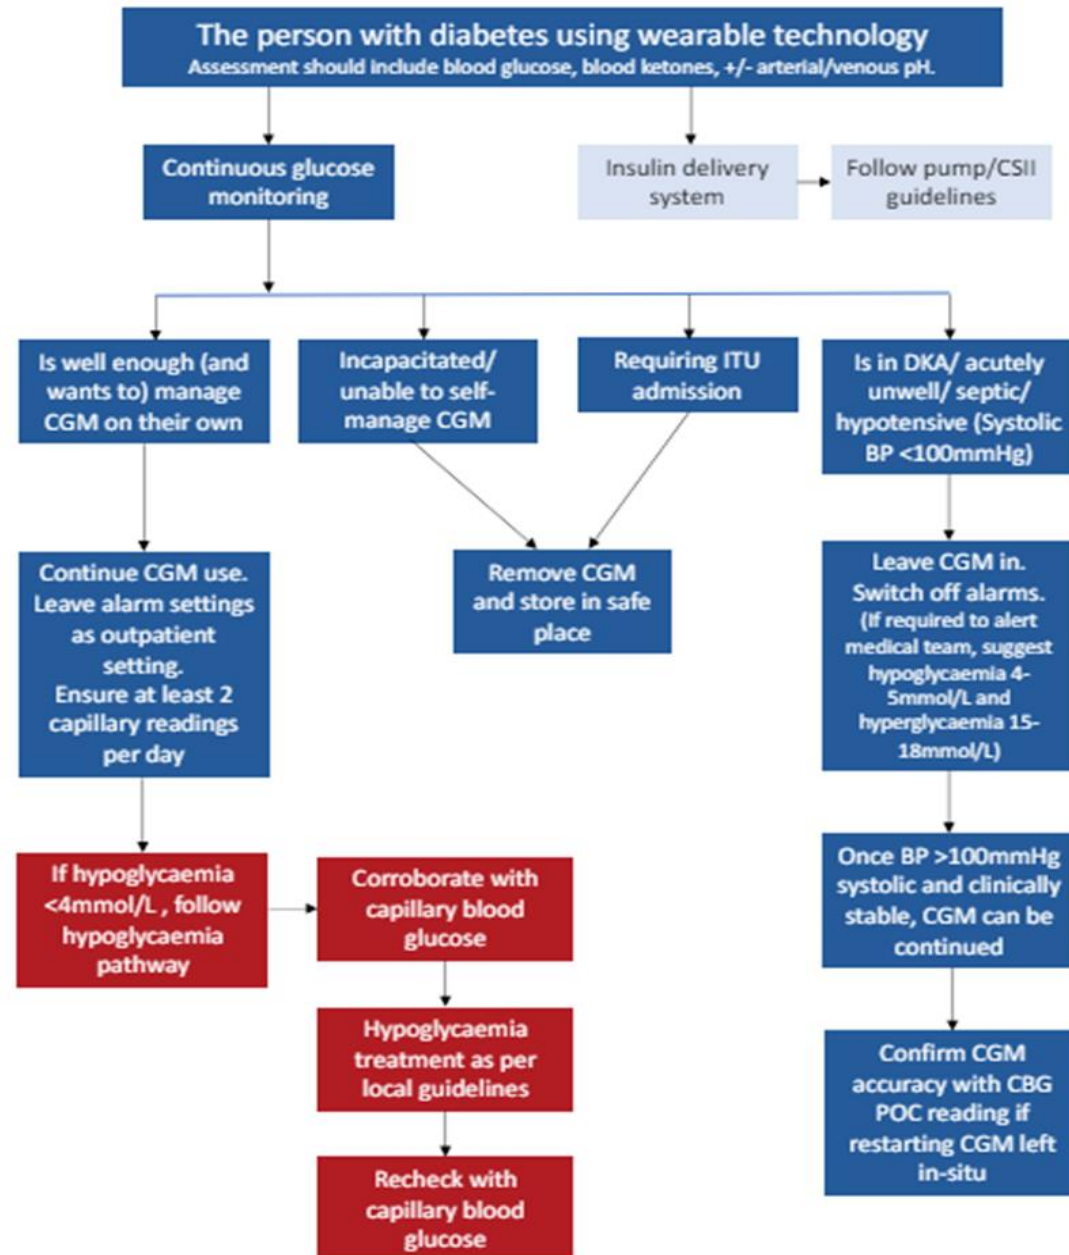 The person with diabetes using wearable technology
Assessment should include blood glucose, blood ketones, +/- arterial/venous pH.
Continuous glucose
monitoring
Insulin delivery
system
Follow pump/CSII
guidelines
Is well enough (and
wants to) manage
CGM on their own
Incapacitated/
unable to self-
manage CGM
Requiring ITU
admission
Is in DKA/ acutely
unwell/ septic/
hypotensive (Systolic
BP <100mmHg)
Continue CGM use.
Leave alarm settings
as outpatient
setting.
Ensure at least 2
capillary readings
per day
Remove CGM
and store in safe
place
Leave CGM in.
Switch off alarms.
(If required to alert
medical team, suggest
hypoglycaemia 4-
5mmol/L and
hyperglycaemia 15-
18mmol/L)
If hypoglycaemia
<4mmol/L , follow
hypoglycaemia
pathway
Corroborate with
capillary blood
glucose
Hypoglycaemia
treatment as per
local guidelines
Recheck with
capillary blood
glucose
Once BP >100mmHg
systolic and clinically
stable, CGM can be
continued
Confirm CGM
accuracy with CBG
POC reading if
restarting CGM left
in-situ